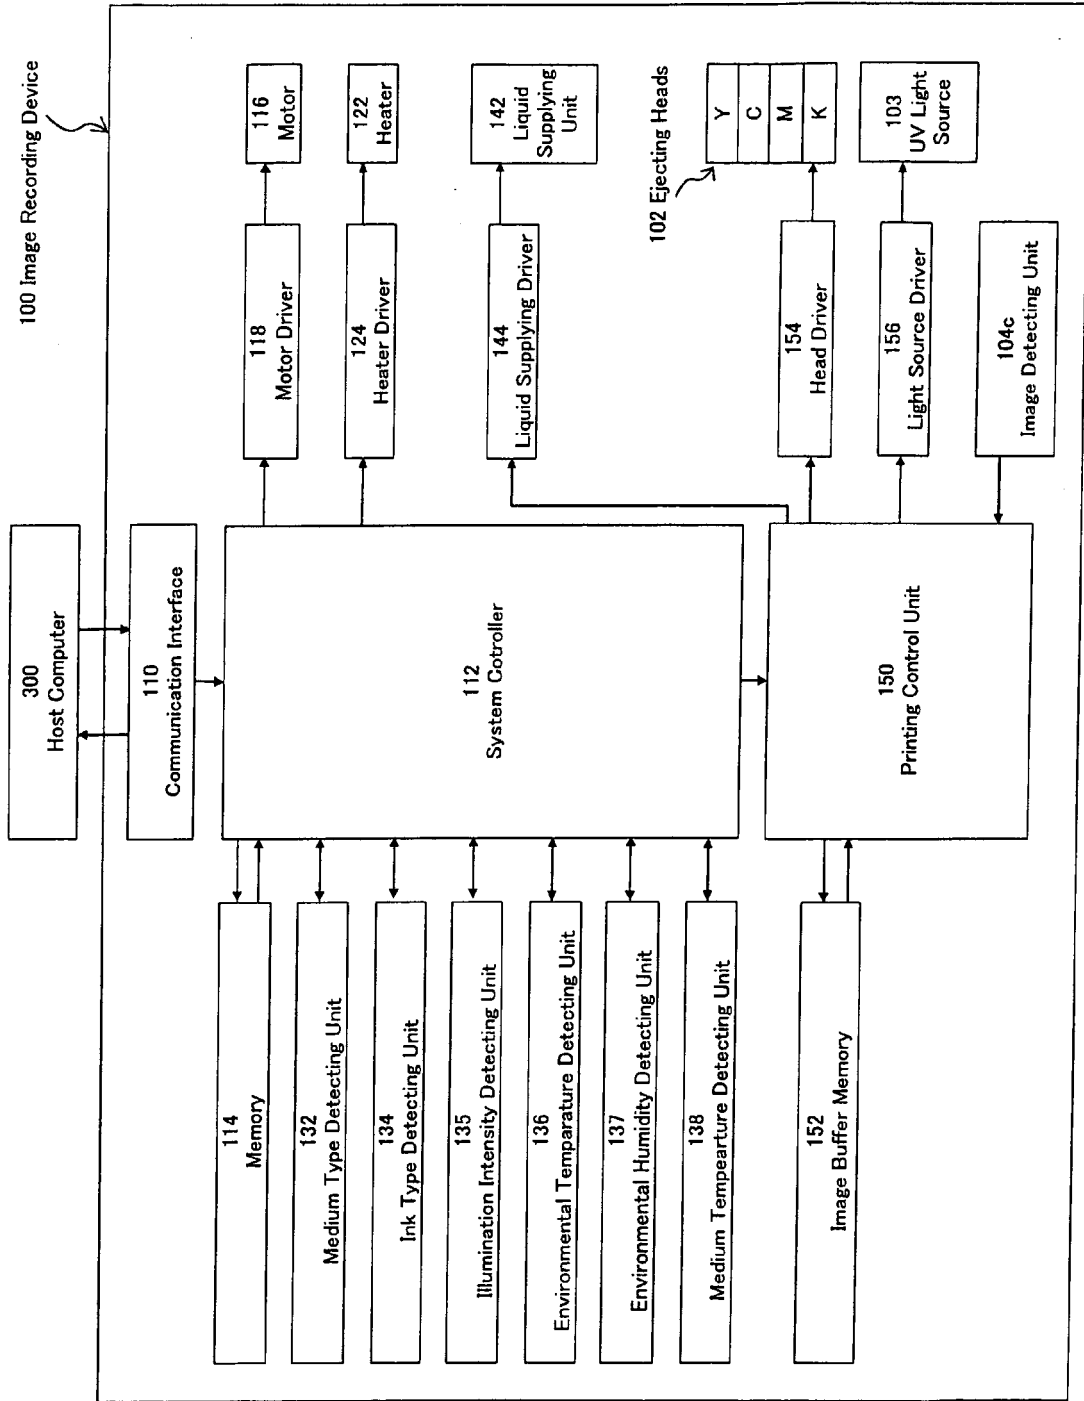 100 Image Recording Device
300
Host Computer
110
Communication Interface
112
System Cotroller
150
Printing Control Unit
114
Memory
132
Medium Type Detecting Unit
134
Ink Type Detecting Unit
135
Illumination Intensity Detecting Unit
136
Environmental Temparature Detecting Unit
137
Environmental Humidity Detecting Unit
138
Medium Tempearture Detecting Unit
152
Image Buffer Memory
118
Motor Driver
116
Motor
124
Heater Driver
122
Heater
144
Liquid Supplying Driver
142
Liquid
Supplying
Unit
102 Ejecting Heads
Y
C
M
K
154
Head Driver
156
Light Source Driver
103
UV Light
Source
104c
Image Detecting Unit